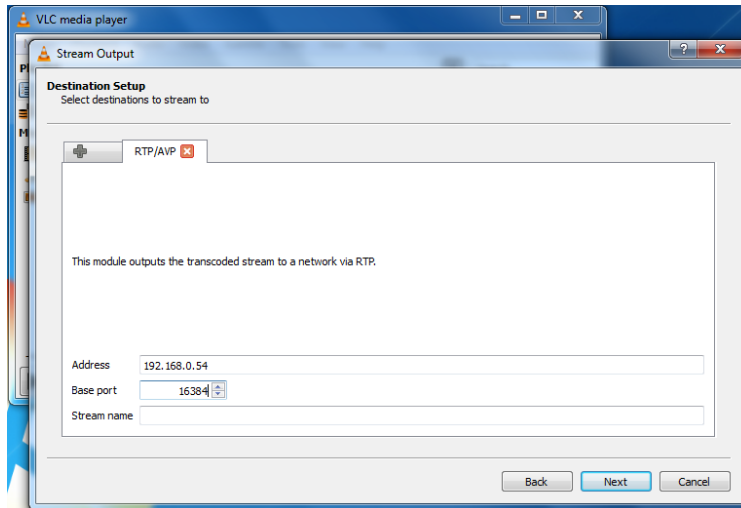 VLC media player
Stream Output
Destination Setup
Select destinations to stream to
RTP/AVP
This module outputs the transcoded stream to a network via RTP.
Address 192.168.0.54
Base port 16384
Stream name
Back Next Cancel